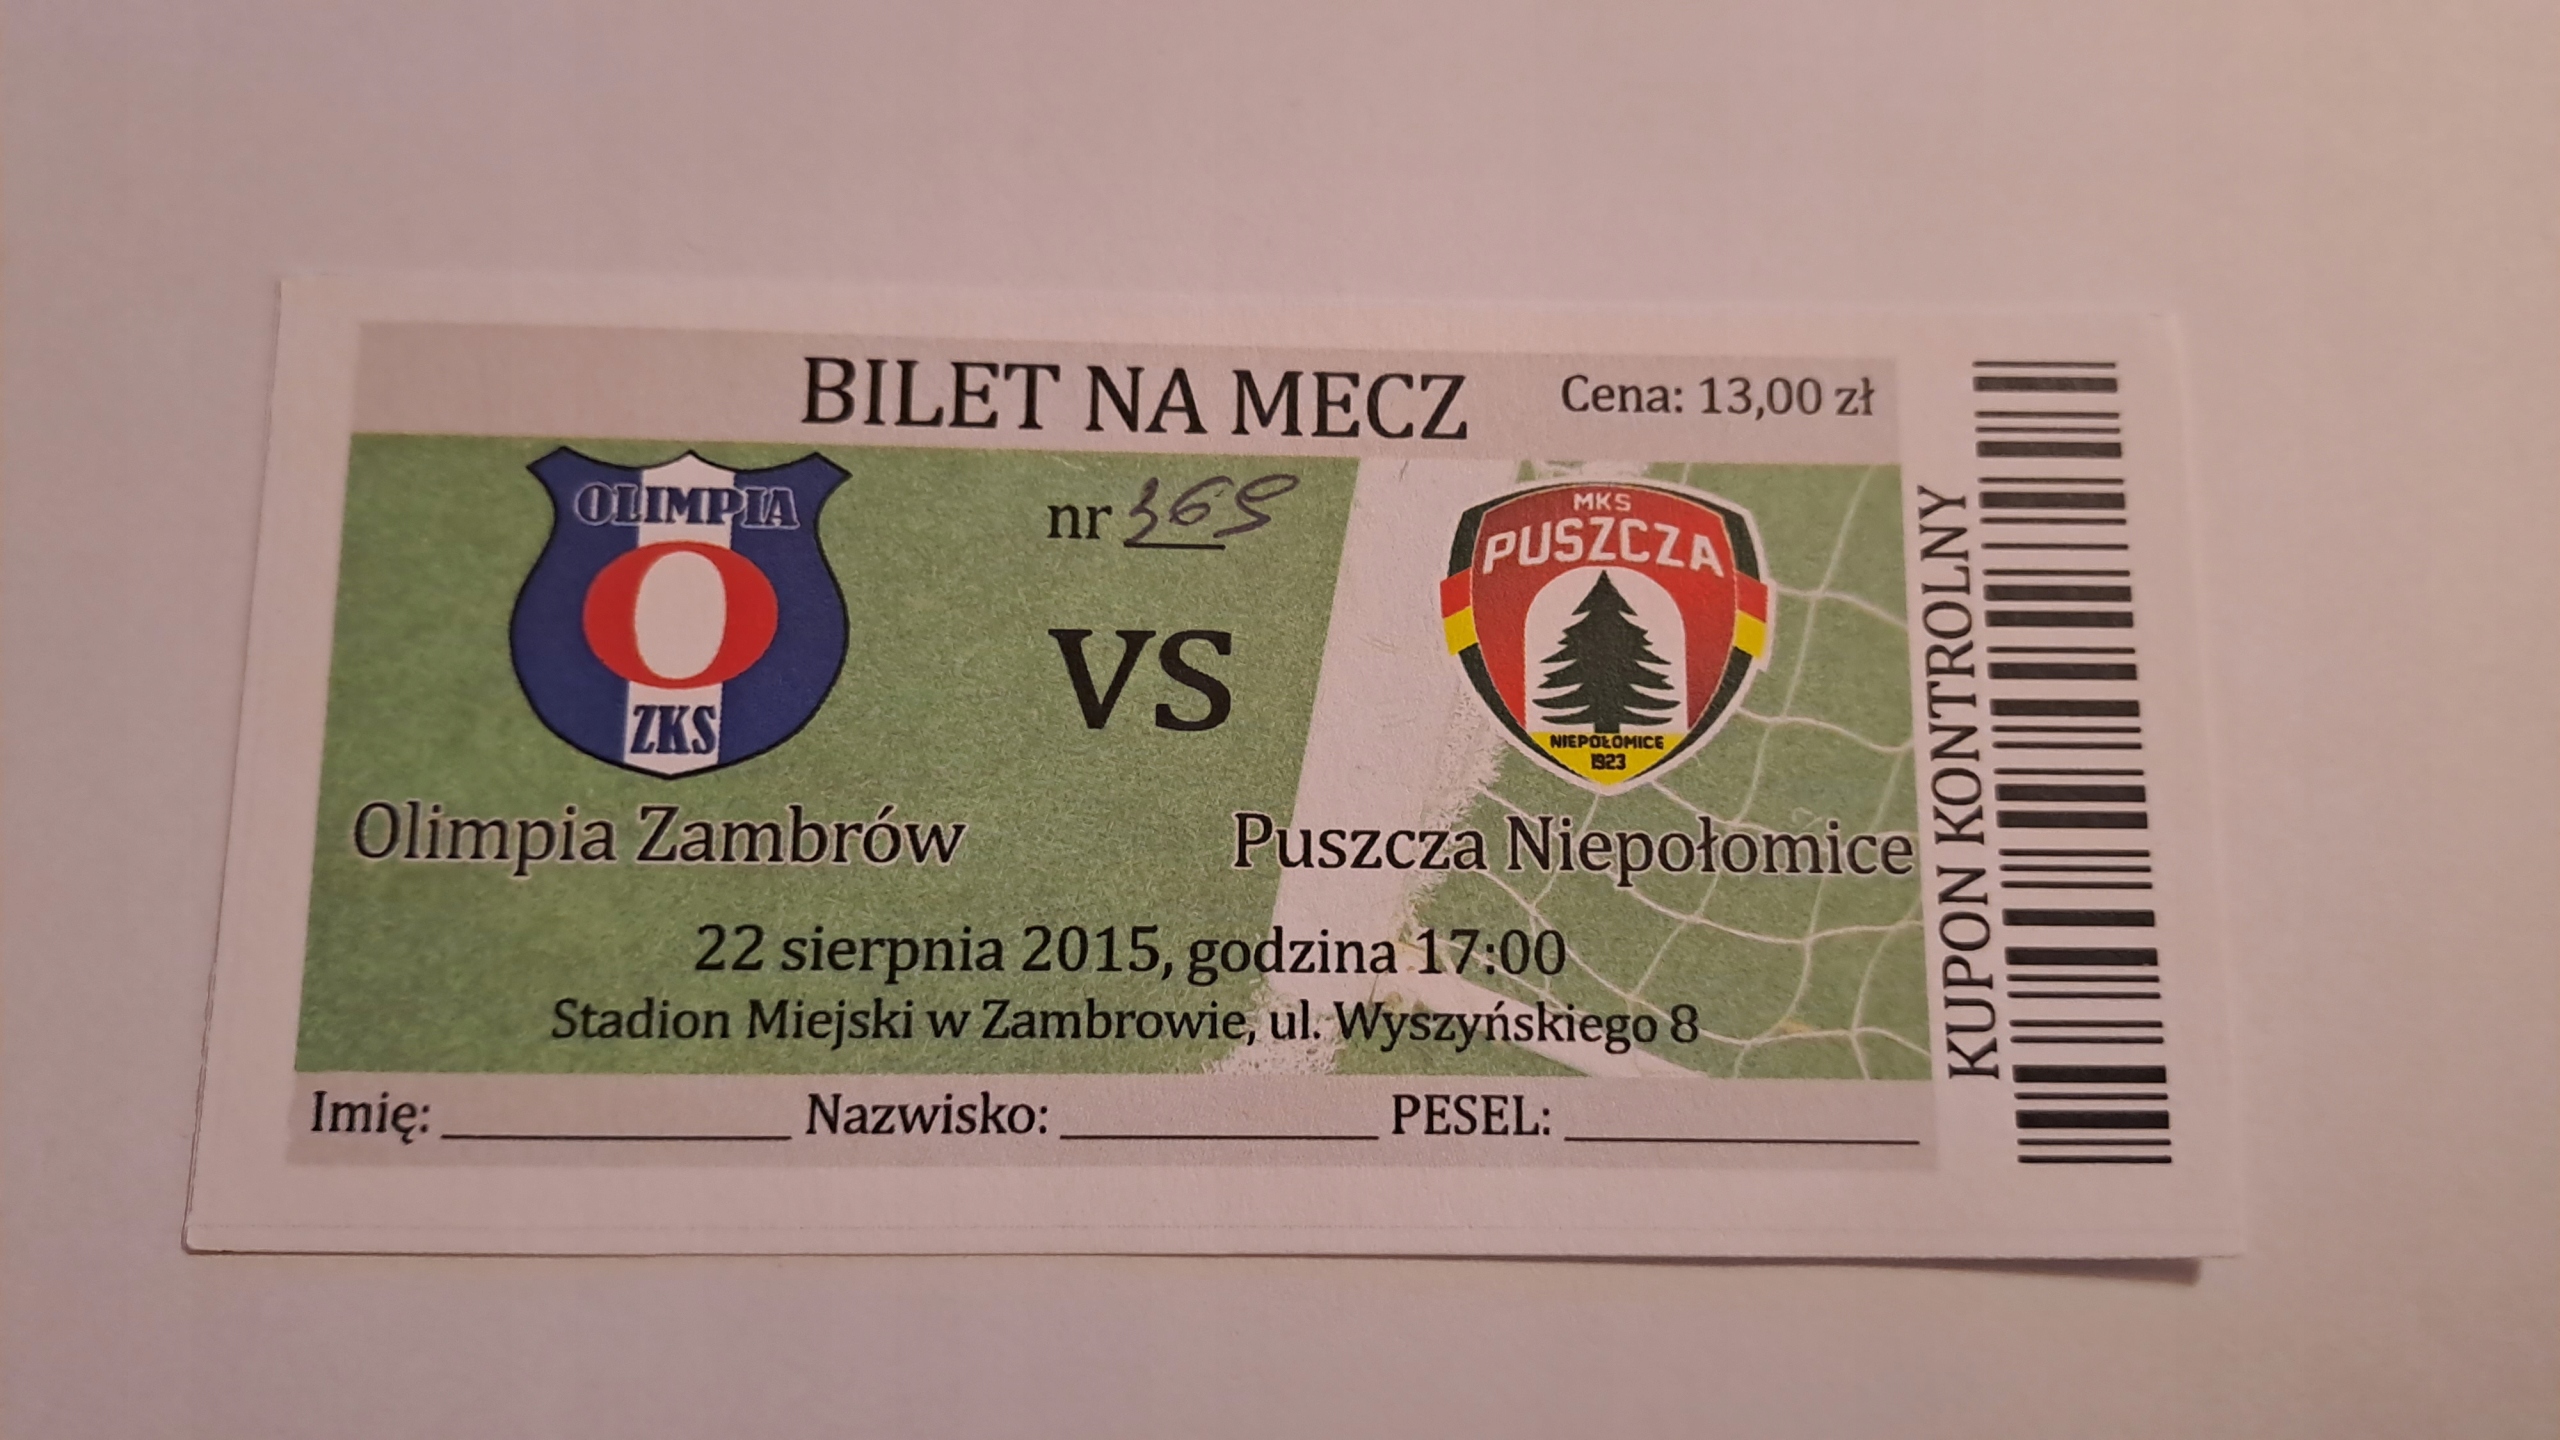 BILET NA MECZ
Cena: 13,00 zł
OLIMPIA
O
ZKS
nr 369
VS
MKS
PUSZCZA
NIEPOŁOMICE
1923
Olimpia Zambrów
Puszcza Niepołomice
22 sierpnia 2015, godzina 17:00
Stadion Miejski w Zambrowie, ul. Wyszyńskiego 8
Imię: Nazwisko: PESEL:
KUPON KONTROLNY